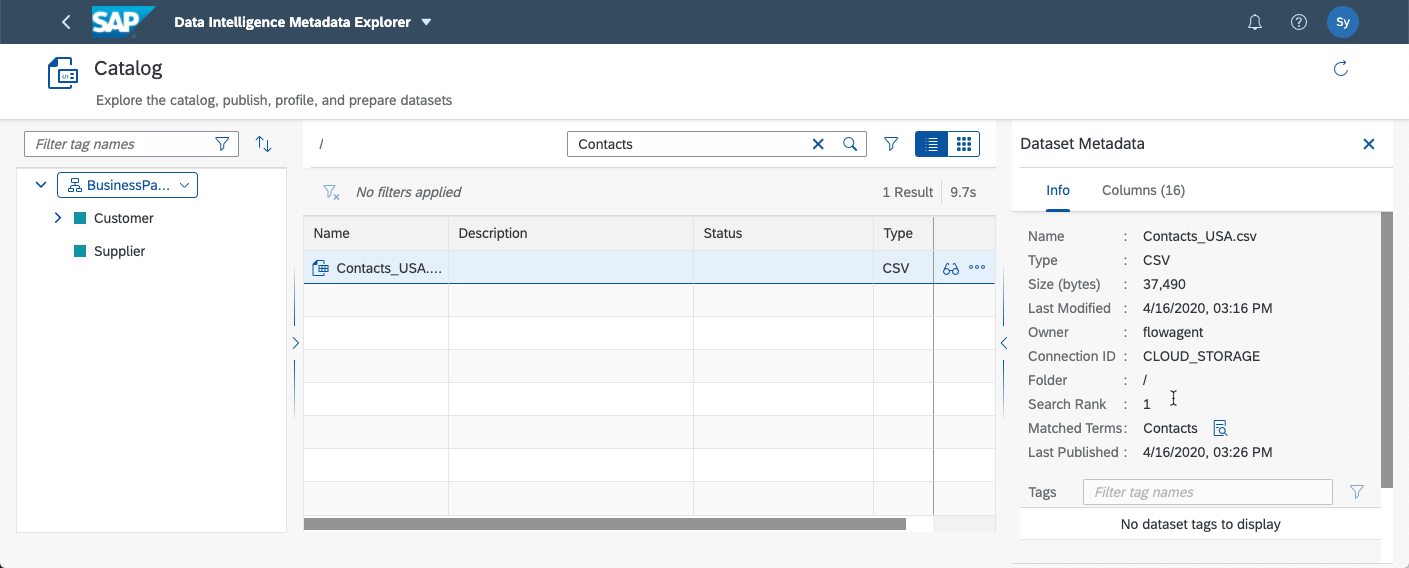 SAP Data Intelligence Metadata Explorer Sy
Catalog
Explore the catalog, publish, profile, and prepare datasets
Filter tag names
BusinessPa...
Customer
Supplier
/ Contacts
No filters applied 1 Result 9.7s
Name Description Status Type
Contacts_USA.... CSV
Dataset Metadata
Info Columns (16)
Name : Contacts_USA.csv
Type : CSV
Size (bytes) : 37,490
Last Modified : 4/16/2020, 03:16 PM
Owner : flowagent
Connection ID : CLOUD_STORAGE
Folder : /
Search Rank : 1
Matched Terms : Contacts
Last Published : 4/16/2020, 03:26 PM
Tags Filter tag names
No dataset tags to display